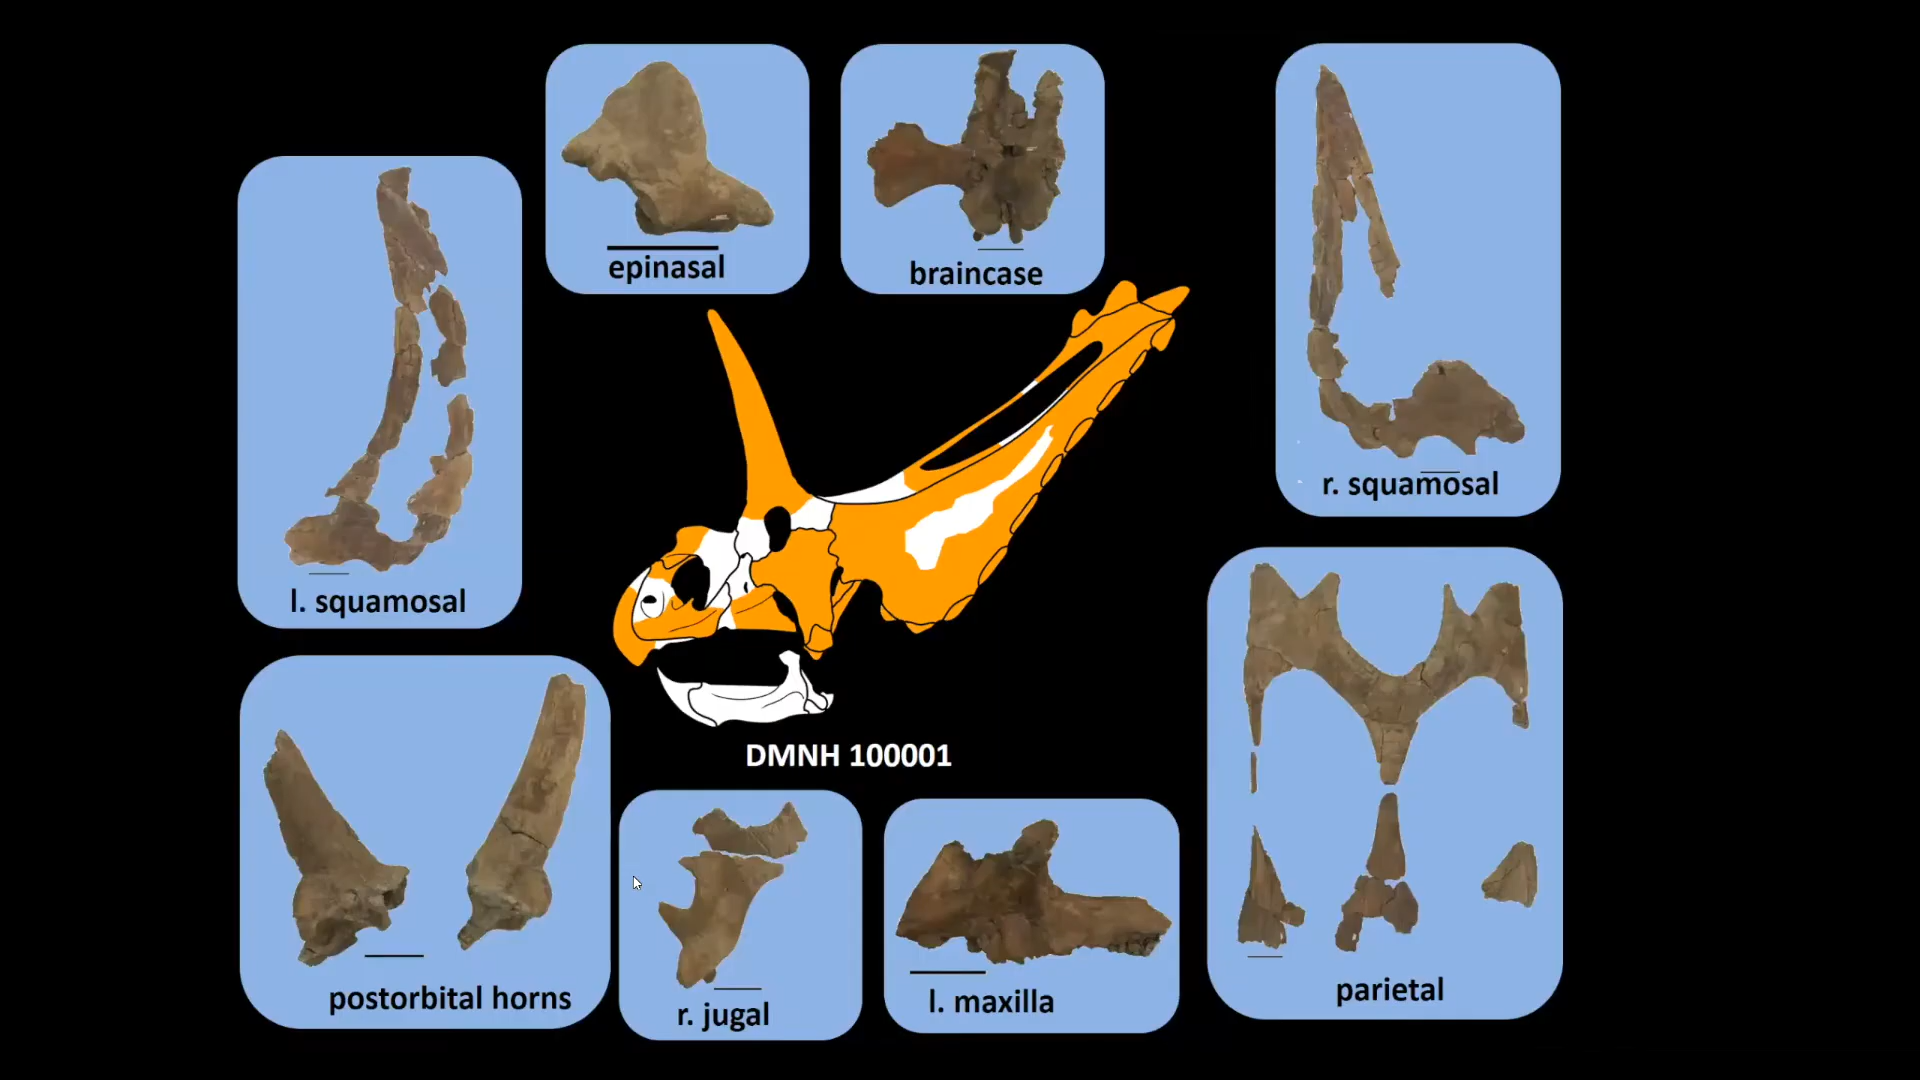 epinasal
braincase
l. squamosal
r. squamosal
DMNH 100001
postorbital horns
r. jugal
l. maxilla
parietal